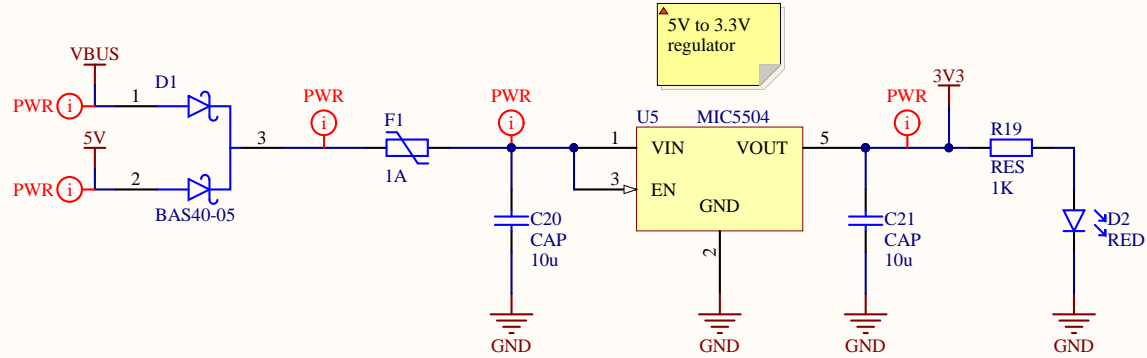 5V to 3.3V
regulator
VBUS
PWR
i
1
D1
5V
PWR
i
2
BAS40-05
3
PWR
i
F1
1A
PWR
i
C20
CAP
10u
GND
U5
MIC5504
1
VIN
3
EN
VOUT
5
GND
2
GND
PWR
i
3V3
C21
CAP
10u
GND
R19
RES
1K
D2
RED
GND